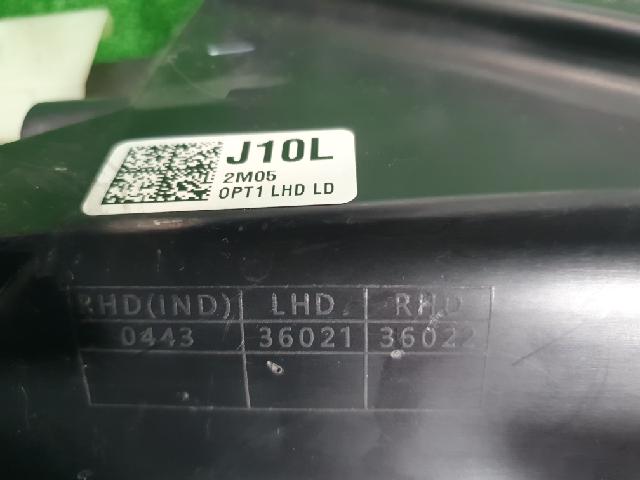 J10L
2M05
OPT1 LHD LD
RHD(IND) LHD RHD
0443 36021 36022